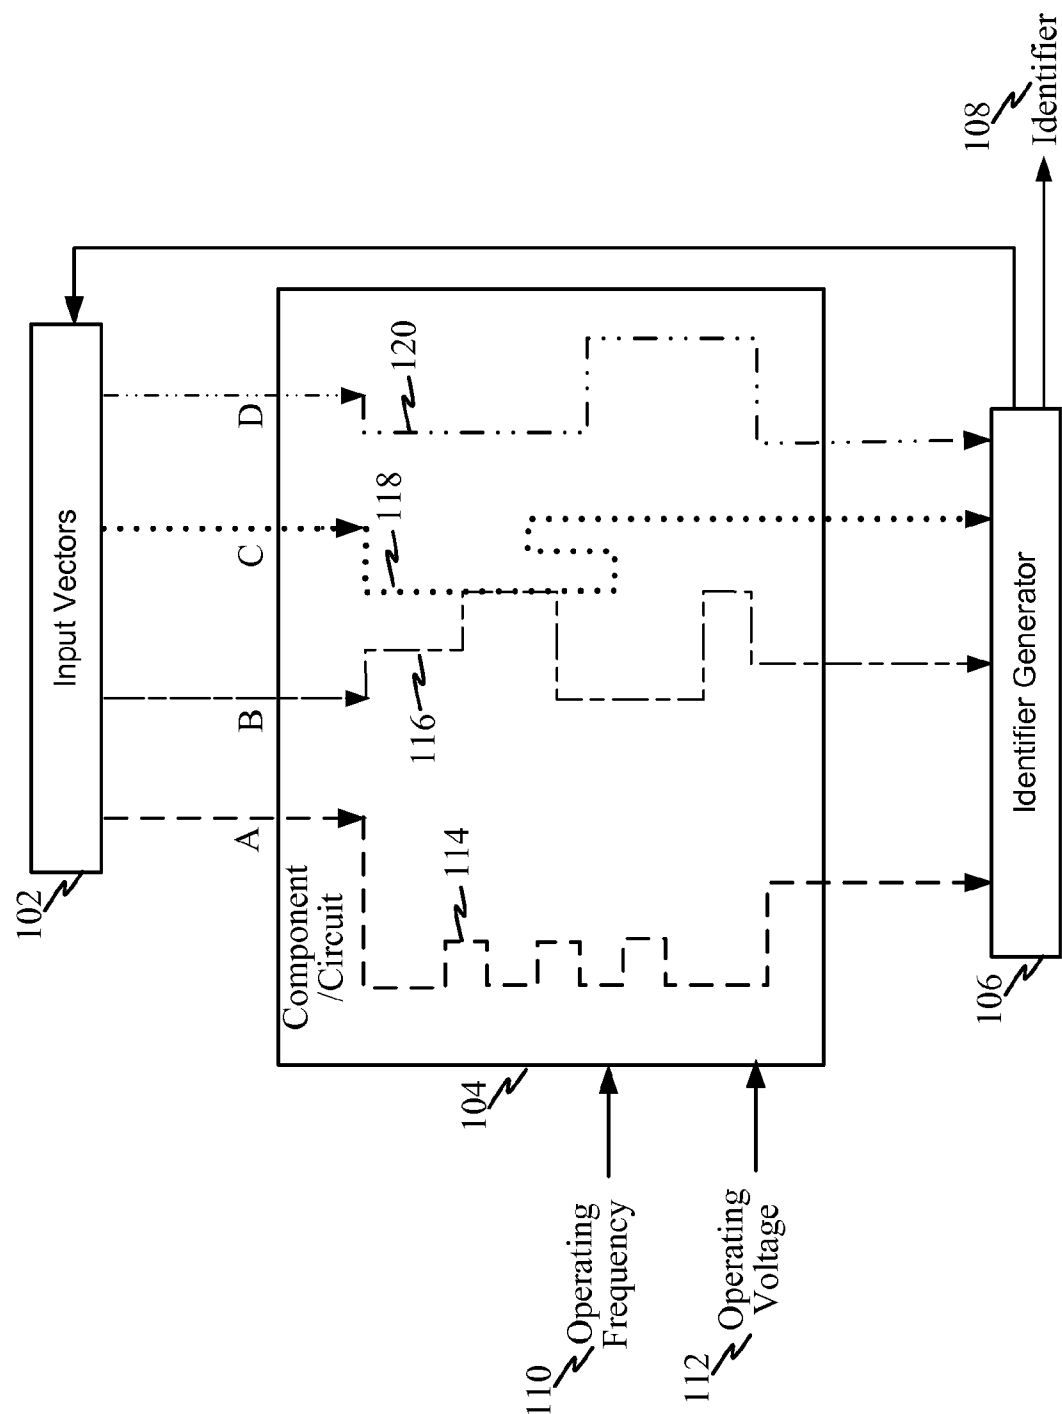 102
Input Vectors
A
B
C
D
Component
/Circuit
114
116
118
120
104
110
Operating
Frequency
112
Operating
Voltage
106
Identifier Generator
108
Identifier